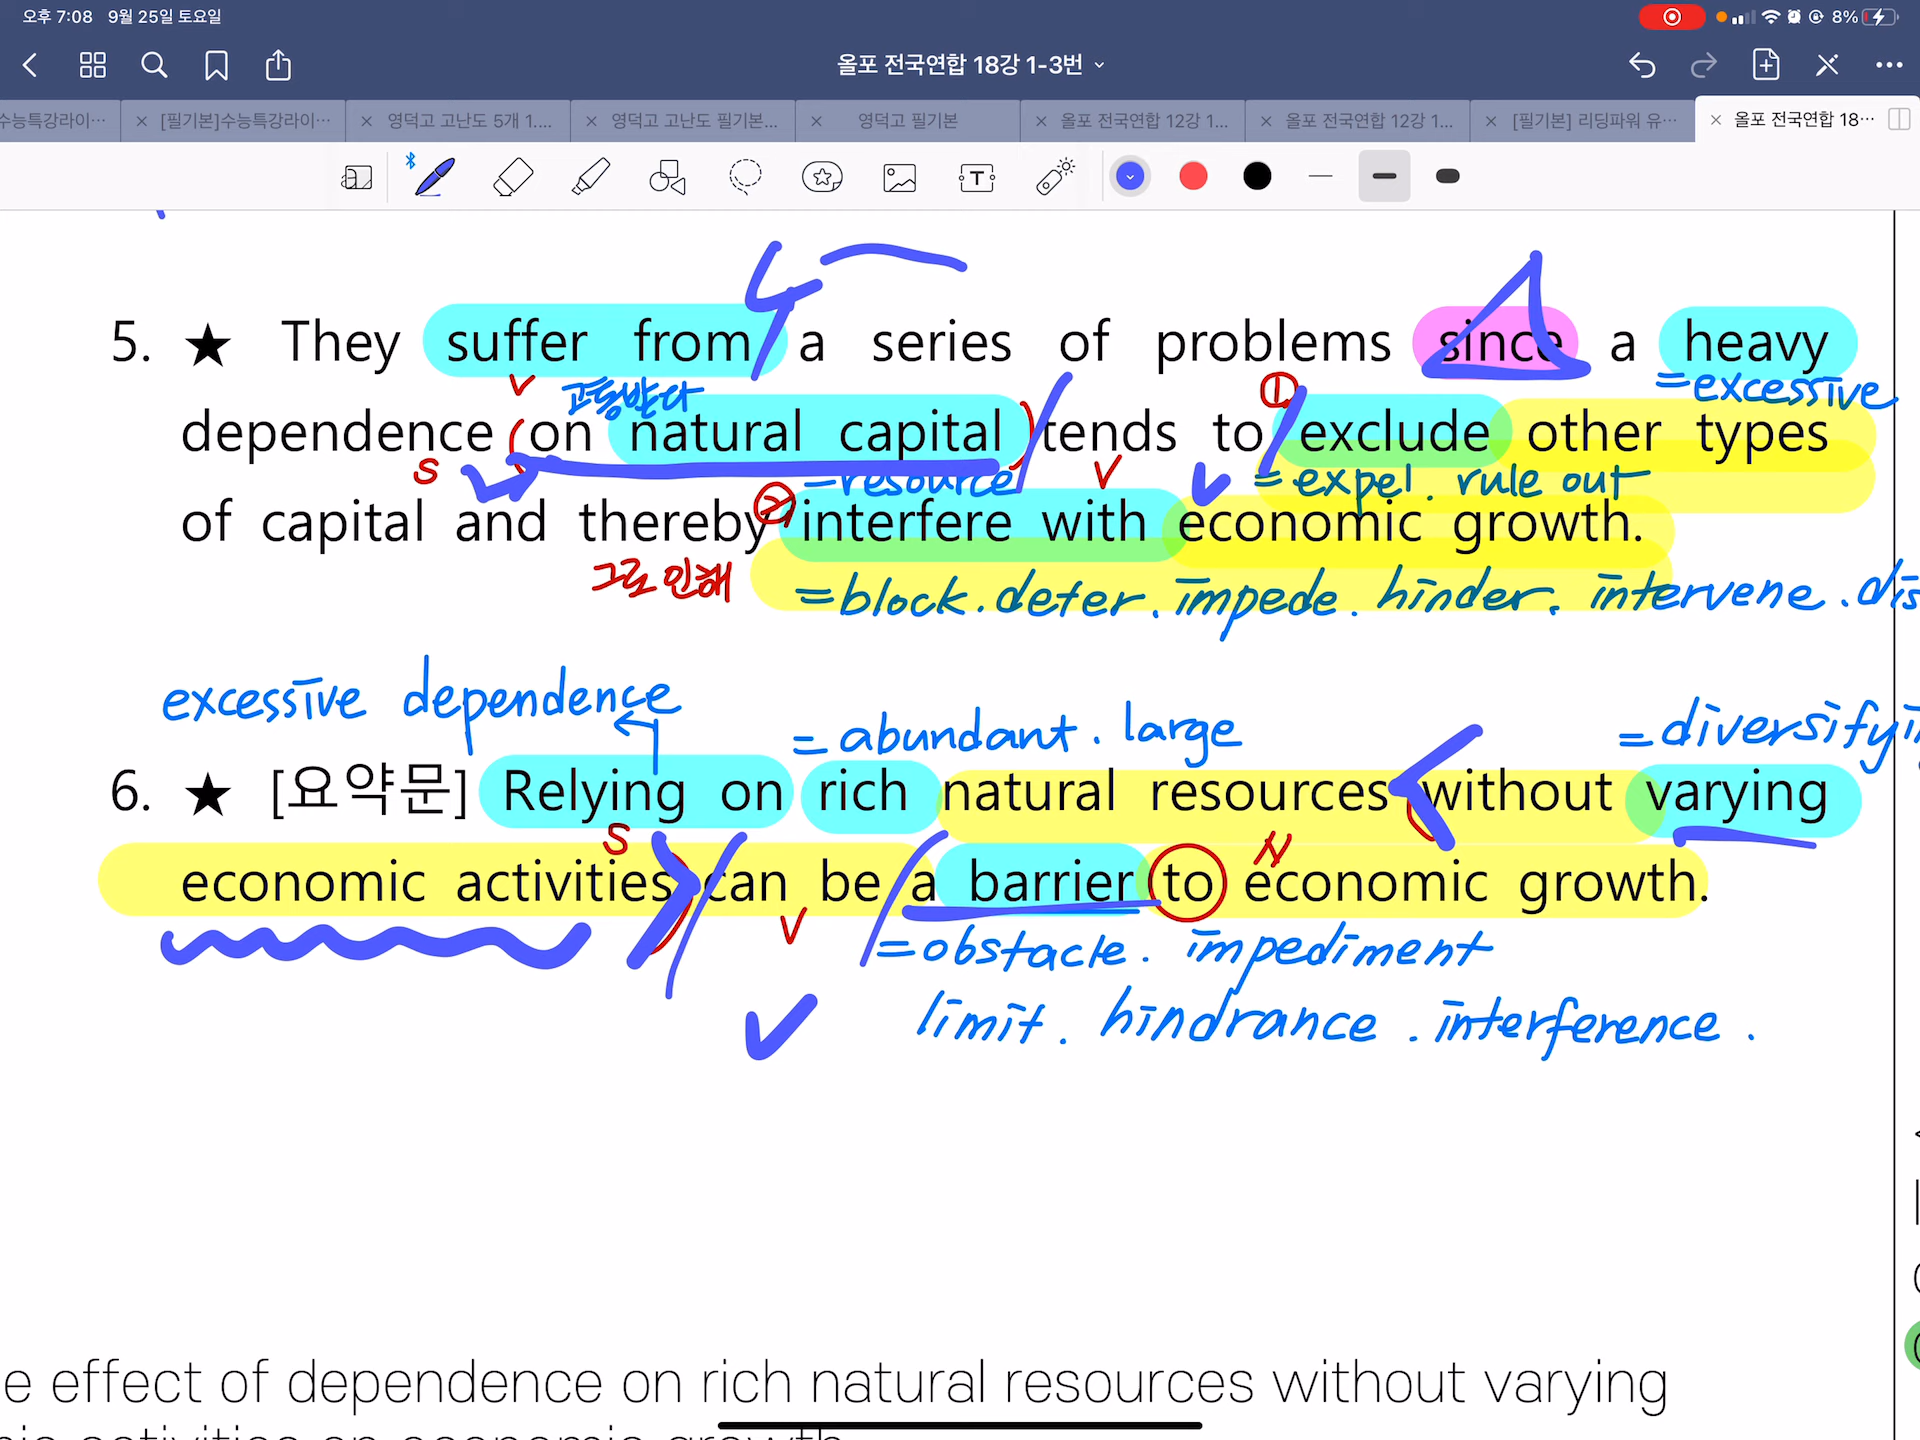 오후 7:08 9월 25일 토요일
8%
올포 전국연합 18강 1-3번
수능특강라이…
× [필기본]수능특강라이…
× 영덕고 고난도 5개 1....
× 영덕고 고난도 필기본...
× 영덕고 필기본
× 올포 전국연합 12강 1...
× 올포 전국연합 12강 1...
× [필기본] 리딩파워 유…
× 올포 전국연합 18…
5. ★ They suffer from a series of problems since a heavy
V 고통받다 ① =excessive
dependence (on natural capital) tends to exclude other types
S =resource V =expel. rule out
of capital and thereby ② interfere with economic growth.
그로 인해 =block. deter. impede. hinder. intervene. dis
excessive dependence =abundant. large =diversifyin
6. ★ [요약문] Relying on rich natural resources (without varying
S N
economic activities) can be a barrier to economic growth.
V =obstacle. impediment
limit. hindrance. interference.
e effect of dependence on rich natural resources without varying